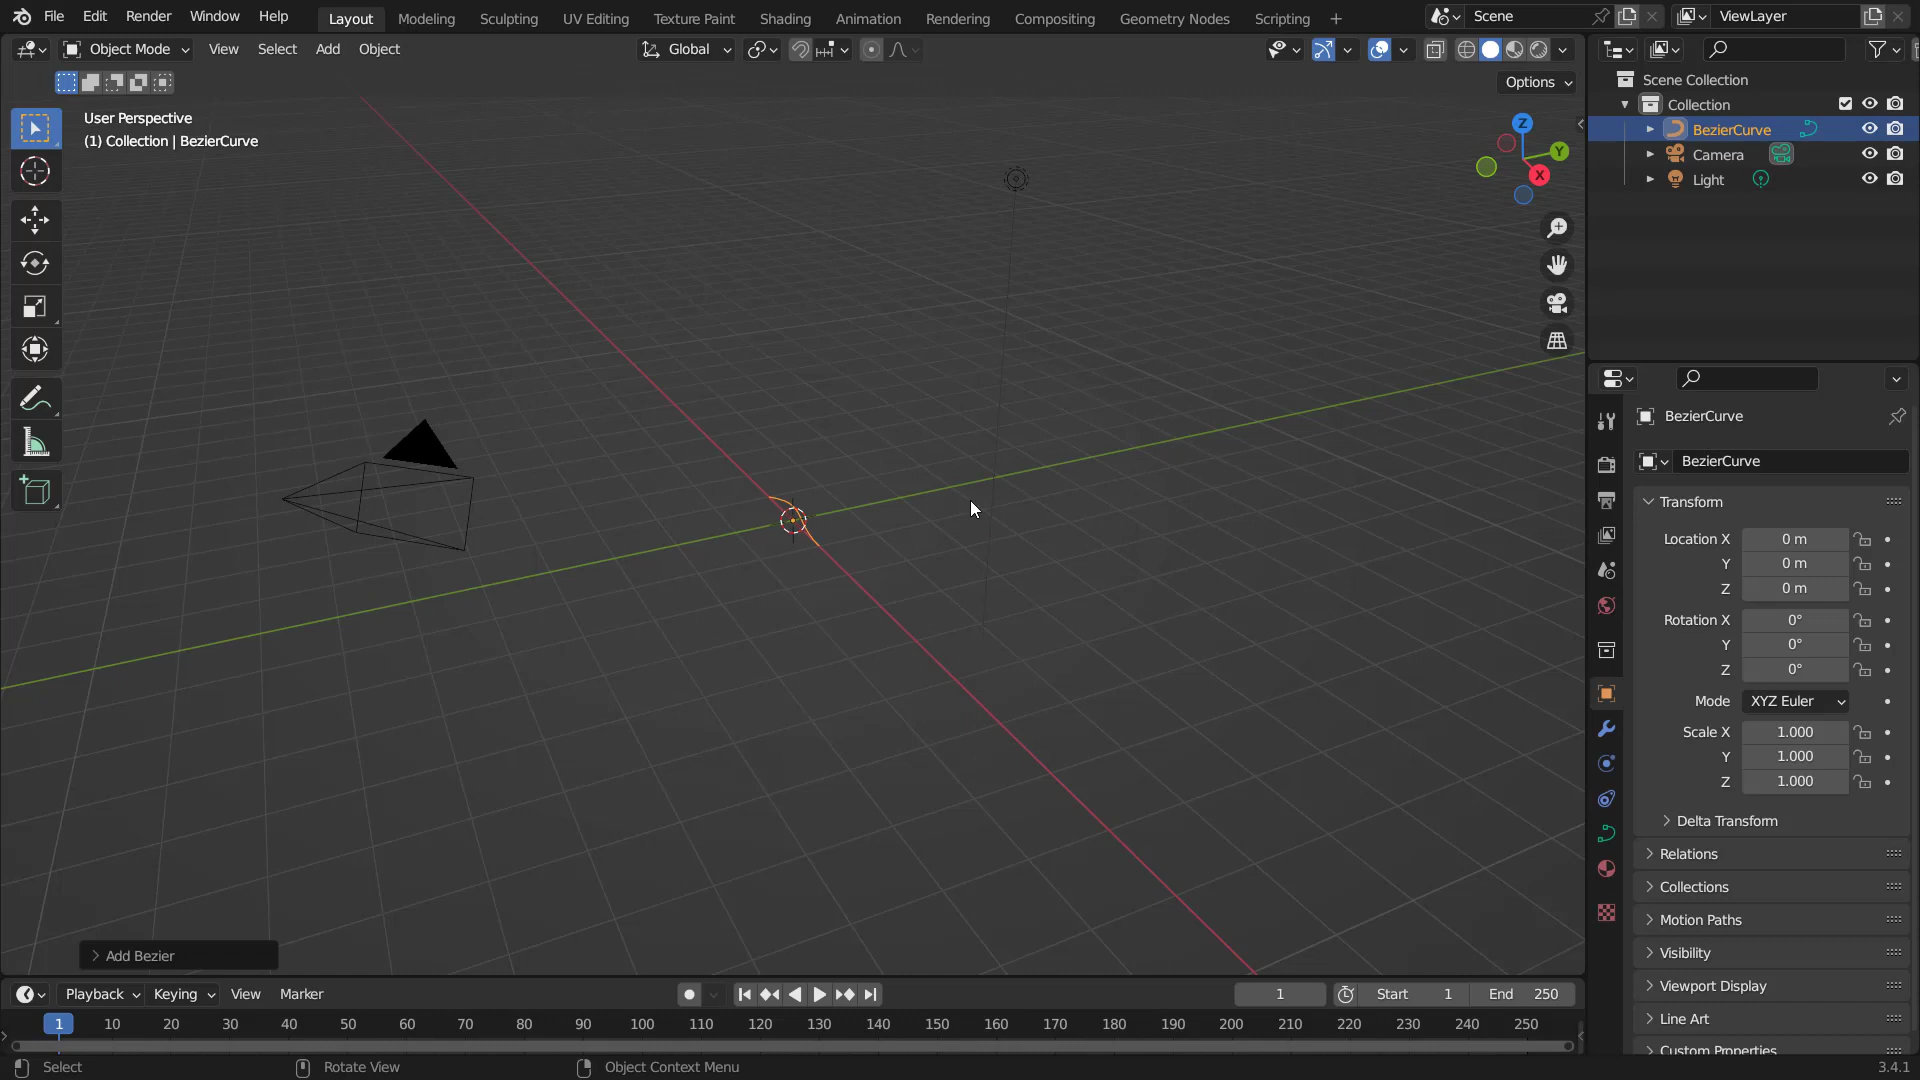 File Edit Render Window Help Layout Modeling Sculpting UV Editing Texture Paint Shading Animation Rendering Compositing Geometry Nodes Scripting + Scene ViewLayer
Object Mode View Select Add Object Global
Options
User Perspective
(1) Collection | BezierCurve
Z
Y
X
Scene Collection
Collection
BezierCurve
Camera
Light
BezierCurve
BezierCurve
Transform
Location X 0 m
Y 0 m
Z 0 m
Rotation X 0°
Y 0°
Z 0°
Mode XYZ Euler
Scale X 1.000
Y 1.000
Z 1.000
Delta Transform
Relations
Collections
Motion Paths
Visibility
Viewport Display
Line Art
Custom Properties
Add Bezier
Playback Keying View Marker 1 Start 1 End 250
1 10 20 30 40 50 60 70 80 90 100 110 120 130 140 150 160 170 180 190 200 210 220 230 240 250
Select Rotate View Object Context Menu 3.4.1